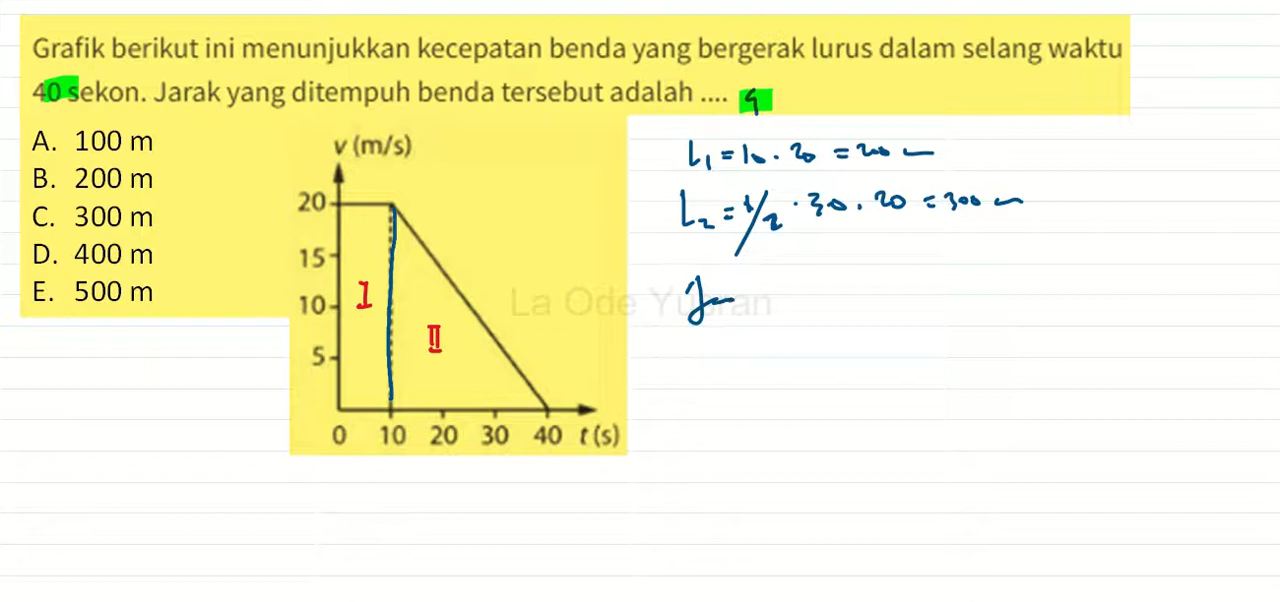 Grafik berikut ini menunjukkan kecepatan benda yang bergerak lurus dalam selang waktu
40 sekon. Jarak yang ditempuh benda tersebut adalah ....
A. 100 m
B. 200 m
C. 300 m
D. 400 m
E. 500 m
v (m/s)
20
15
10
5
0 10 20 30 40 t (s)
I
II
L₁ = 10 . 20 = 200 m
L₂ = 1/2 . 30 . 20 = 300 m
La Ode Yusran